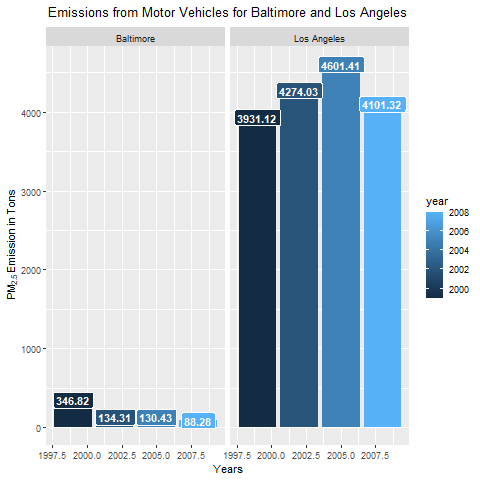 Emissions from Motor Vehicles for Baltimore and Los Angeles
Baltimore
Los Angeles
PM2.5 Emission in Tons
4000
3000
2000
1000
0
346.82
134.31
130.43
88.28
3931.12
4274.03
4601.41
4101.32
1997.5 2000.0 2002.5 2005.0 2007.5
1997.5 2000.0 2002.5 2005.0 2007.5
Years
year
2008
2006
2004
2002
2000